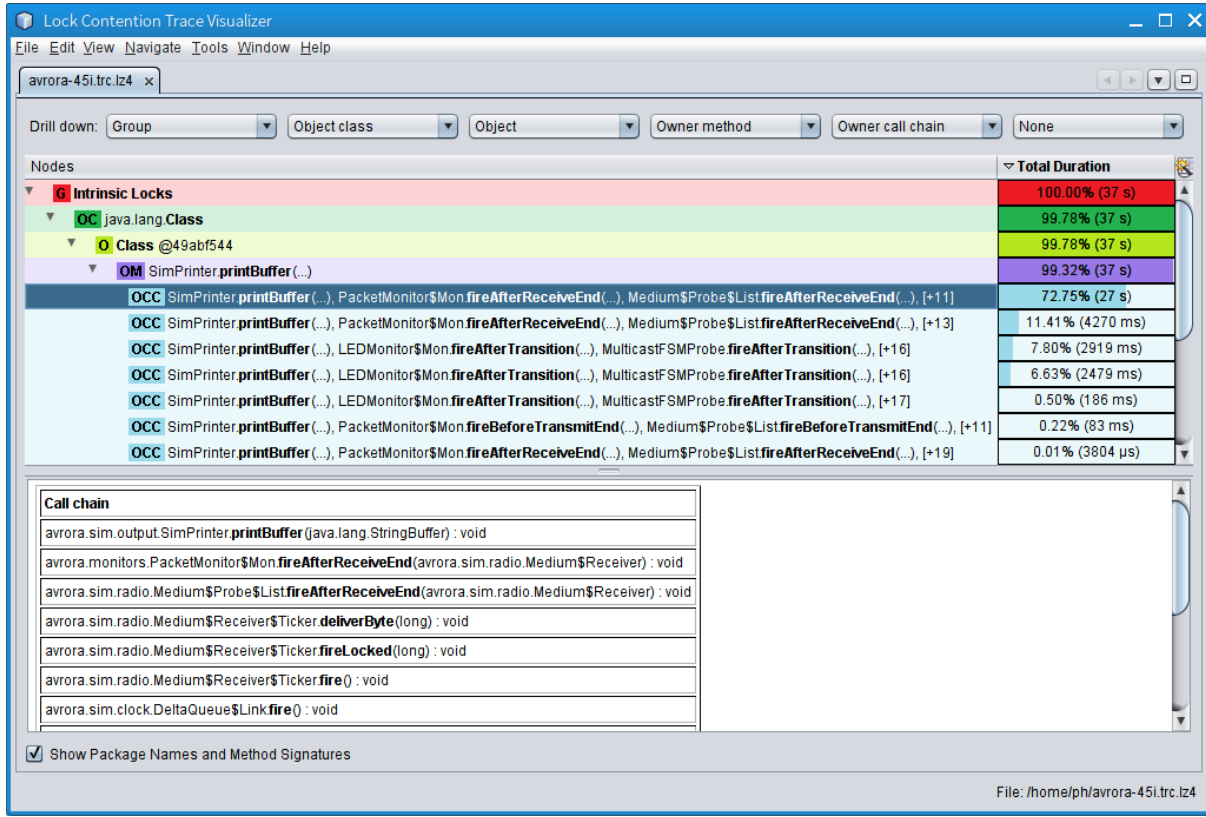 Lock Contention Trace Visualizer
File Edit View Navigate Tools Window Help
avrora-45i.trc.lz4
Drill down: Group Object class Object Owner method Owner call chain None
Nodes Total Duration
G Intrinsic Locks 100.00% (37 s)
OC java.lang.Class 99.78% (37 s)
O Class @49abf544 99.78% (37 s)
OM SimPrinter.printBuffer(...) 99.32% (37 s)
OCC SimPrinter.printBuffer(...), PacketMonitor$Mon.fireAfterReceiveEnd(...), Medium$Probe$List.fireAfterReceiveEnd(...), [+11] 72.75% (27 s)
OCC SimPrinter.printBuffer(...), PacketMonitor$Mon.fireAfterReceiveEnd(...), Medium$Probe$List.fireAfterReceiveEnd(...), [+13] 11.41% (4270 ms)
OCC SimPrinter.printBuffer(...), LEDMonitor$Mon.fireAfterTransition(...), MulticastFSMProbe.fireAfterTransition(...), [+16] 7.80% (2919 ms)
OCC SimPrinter.printBuffer(...), LEDMonitor$Mon.fireAfterTransition(...), MulticastFSMProbe.fireAfterTransition(...), [+16] 6.63% (2479 ms)
OCC SimPrinter.printBuffer(...), LEDMonitor$Mon.fireAfterTransition(...), MulticastFSMProbe.fireAfterTransition(...), [+17] 0.50% (186 ms)
OCC SimPrinter.printBuffer(...), PacketMonitor$Mon.fireBeforeTransmitEnd(...), Medium$Probe$List.fireBeforeTransmitEnd(...), [+11] 0.22% (83 ms)
OCC SimPrinter.printBuffer(...), PacketMonitor$Mon.fireAfterReceiveEnd(...), Medium$Probe$List.fireAfterReceiveEnd(...), [+19] 0.01% (3804 µs)
Call chain
avrora.sim.output.SimPrinter.printBuffer(java.lang.StringBuffer) : void
avrora.monitors.PacketMonitor$Mon.fireAfterReceiveEnd(avrora.sim.radio.Medium$Receiver) : void
avrora.sim.radio.Medium$Probe$List.fireAfterReceiveEnd(avrora.sim.radio.Medium$Receiver) : void
avrora.sim.radio.Medium$Receiver$Ticker.deliverByte(long) : void
avrora.sim.radio.Medium$Receiver$Ticker.fireLocked(long) : void
avrora.sim.radio.Medium$Receiver$Ticker.fire() : void
avrora.sim.clock.DeltaQueue$Link.fire() : void
Show Package Names and Method Signatures
File: /home/ph/avrora-45i.trc.lz4